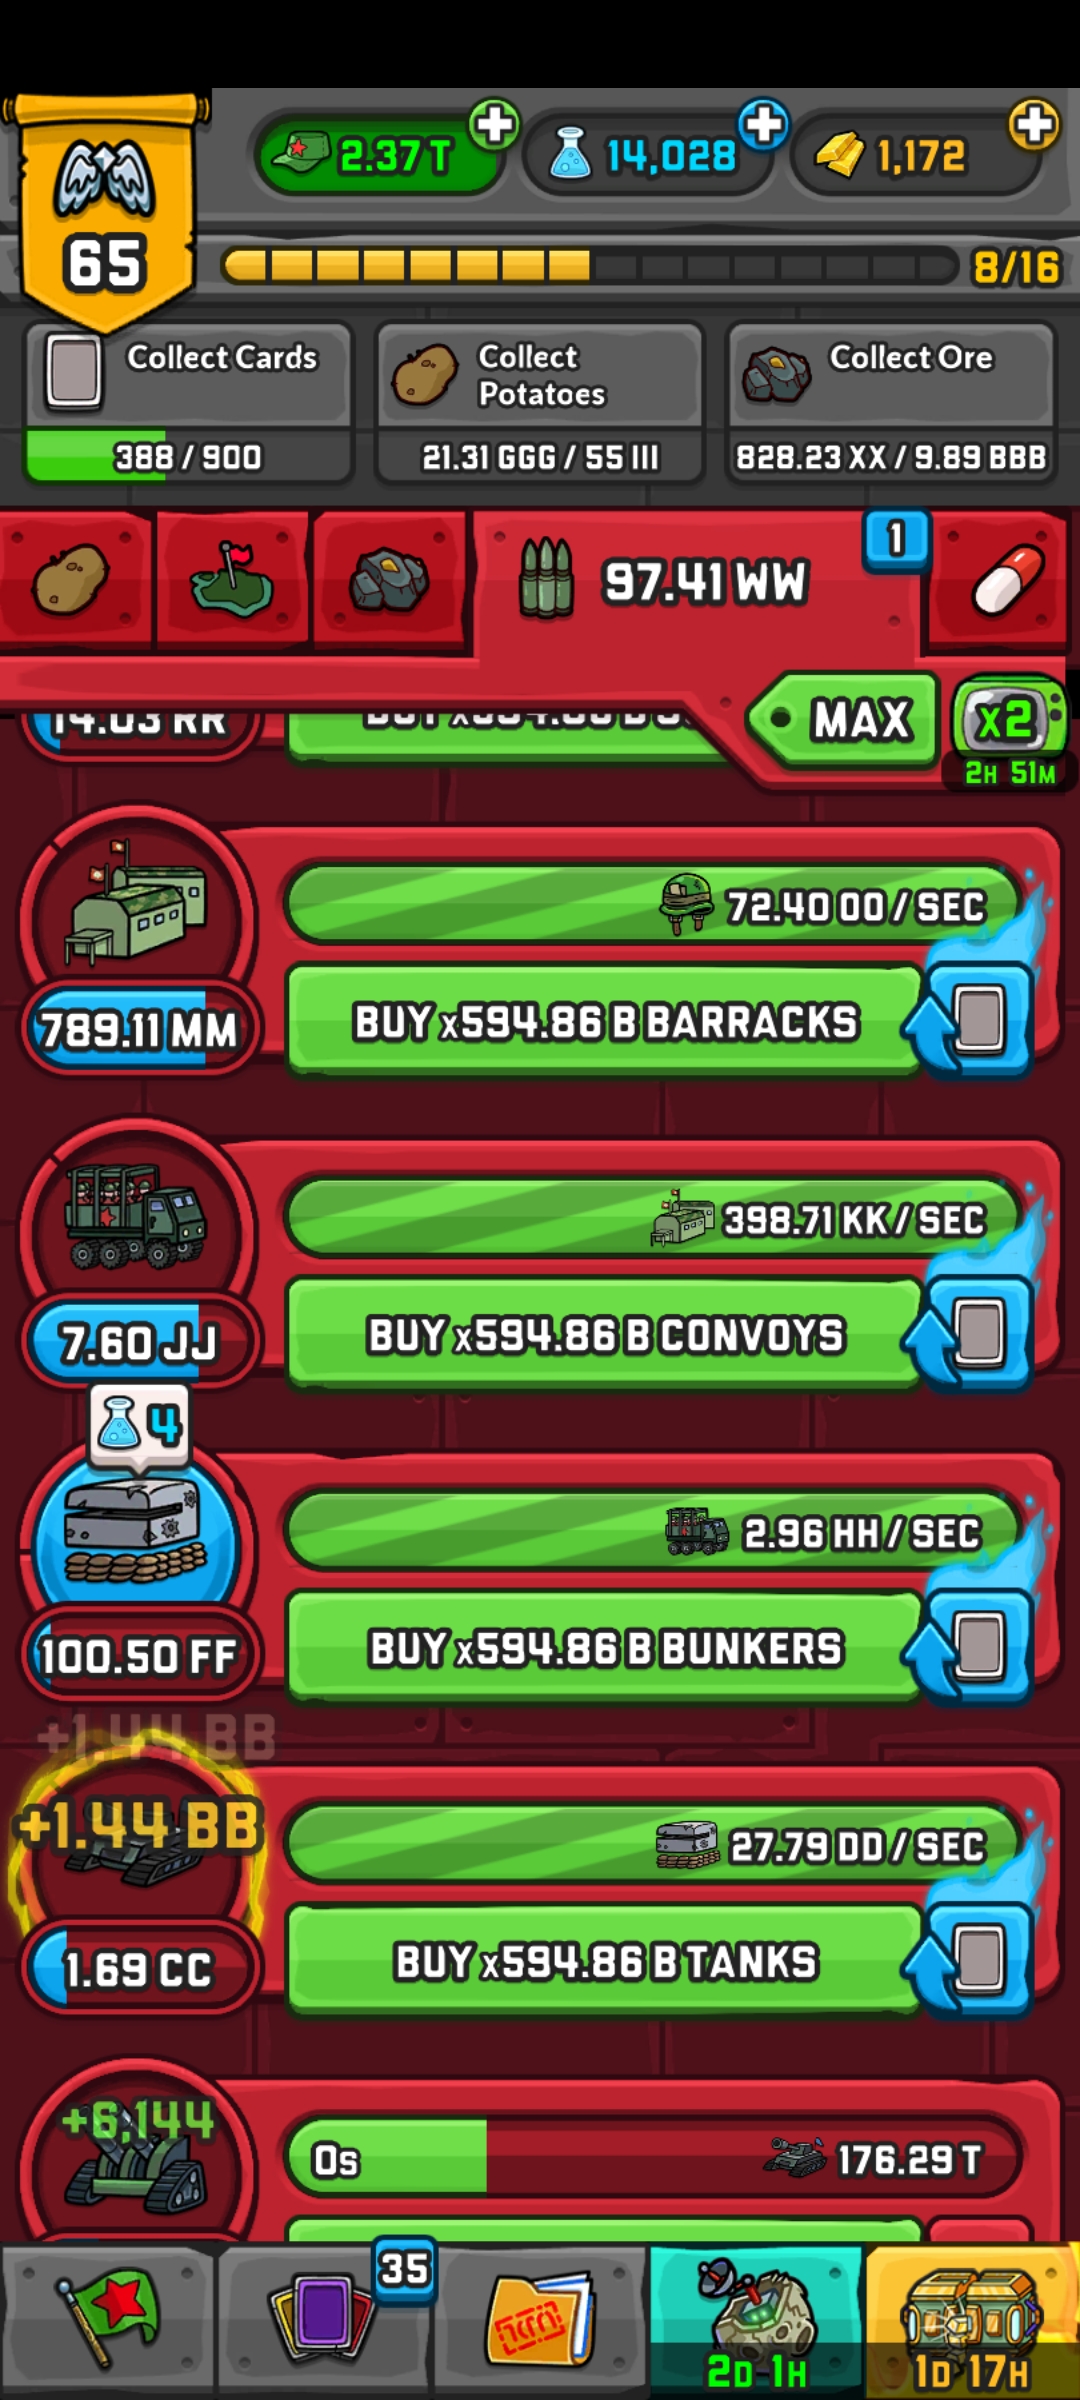 2.37 T
14,028
1,172
65
8/16
Collect Cards
388 / 900
Collect
Potatoes
21.31 GGG / 55 III
Collect Ore
828.23 XX / 9.89 BBB
97.41 WW
1
MAX
x2
2H 51M
14.03 RR
72.40 OO / SEC
BUY x594.86 B BARRACKS
789.11 MM
398.71 KK / SEC
BUY x594.86 B CONVOYS
7.60 JJ
4
2.96 HH / SEC
BUY x594.86 B BUNKERS
100.50 FF
+1.44 BB
+1.44 BB
27.79 DD / SEC
BUY x594.86 B TANKS
1.69 CC
+6,144
0s
176.29 T
35
2D 1H
1D 17H